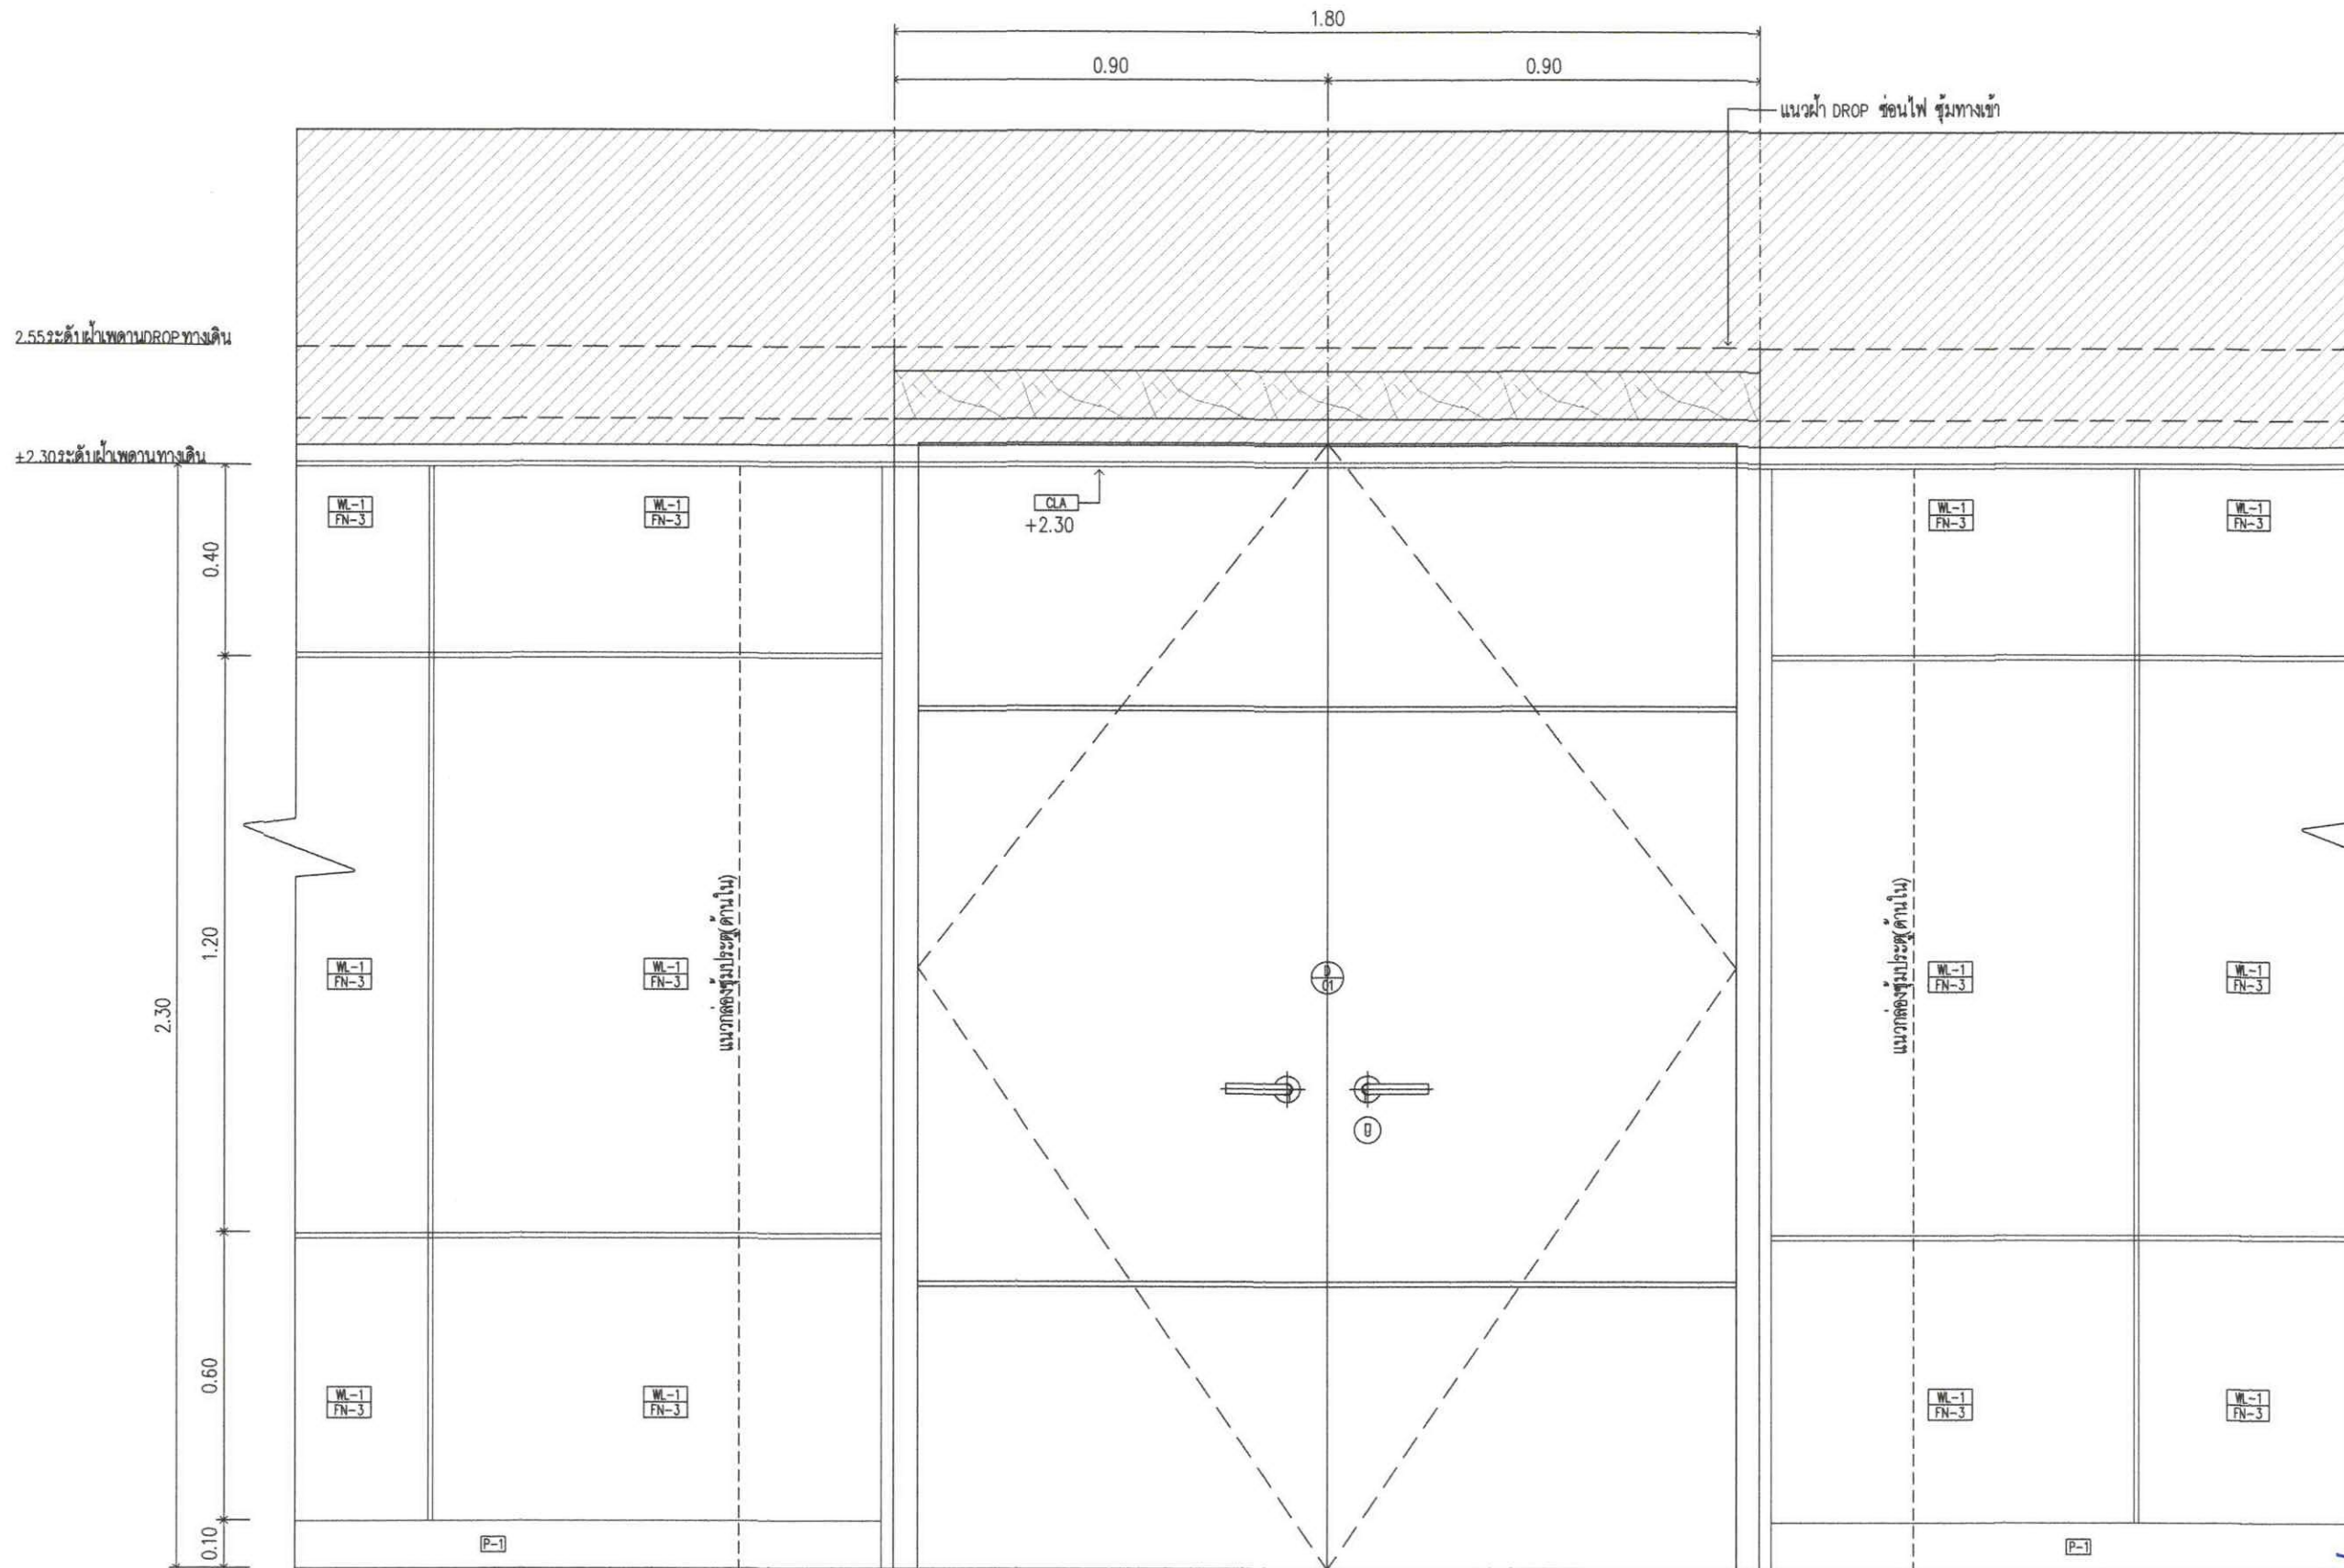 1.80
0.90
0.90
แนวฝ้า DROP ซ่อนไฟ ซุ้มทางเข้า
2.55ระดับฝ้าเพดานDROPทางเดิน
+2.30ระดับฝ้าเพดานทางเดิน
WL-1
FN-3
WL-1
FN-3
CLA
+2.30
WL-1
FN-3
WL-1
FN-3
0.40
1.20
2.30
WL-1
FN-3
WL-1
FN-3
แนวกล่องซุ้มประตู(ด้านใน)
D
01
แนวกล่องซุ้มประตู(ด้านใน)
WL-1
FN-3
WL-1
FN-3
0.60
WL-1
FN-3
WL-1
FN-3
WL-1
FN-3
WL-1
FN-3
0.10
P-1
P-1